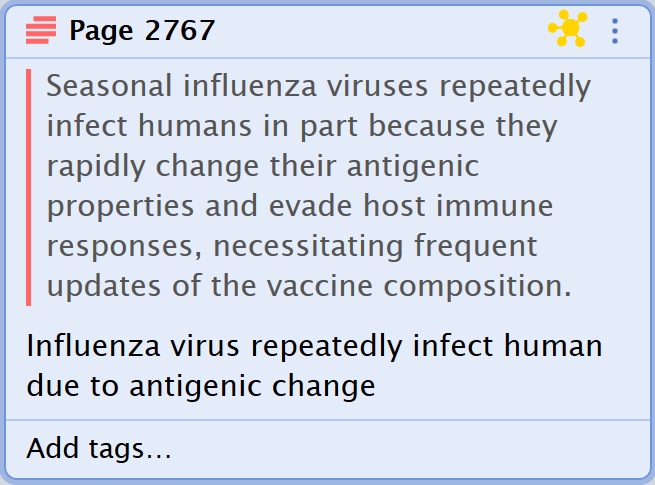 Page 2767
Seasonal influenza viruses repeatedly
infect humans in part because they
rapidly change their antigenic
properties and evade host immune
responses, necessitating frequent
updates of the vaccine composition.
Influenza virus repeatedly infect human
due to antigenic change
Add tags...